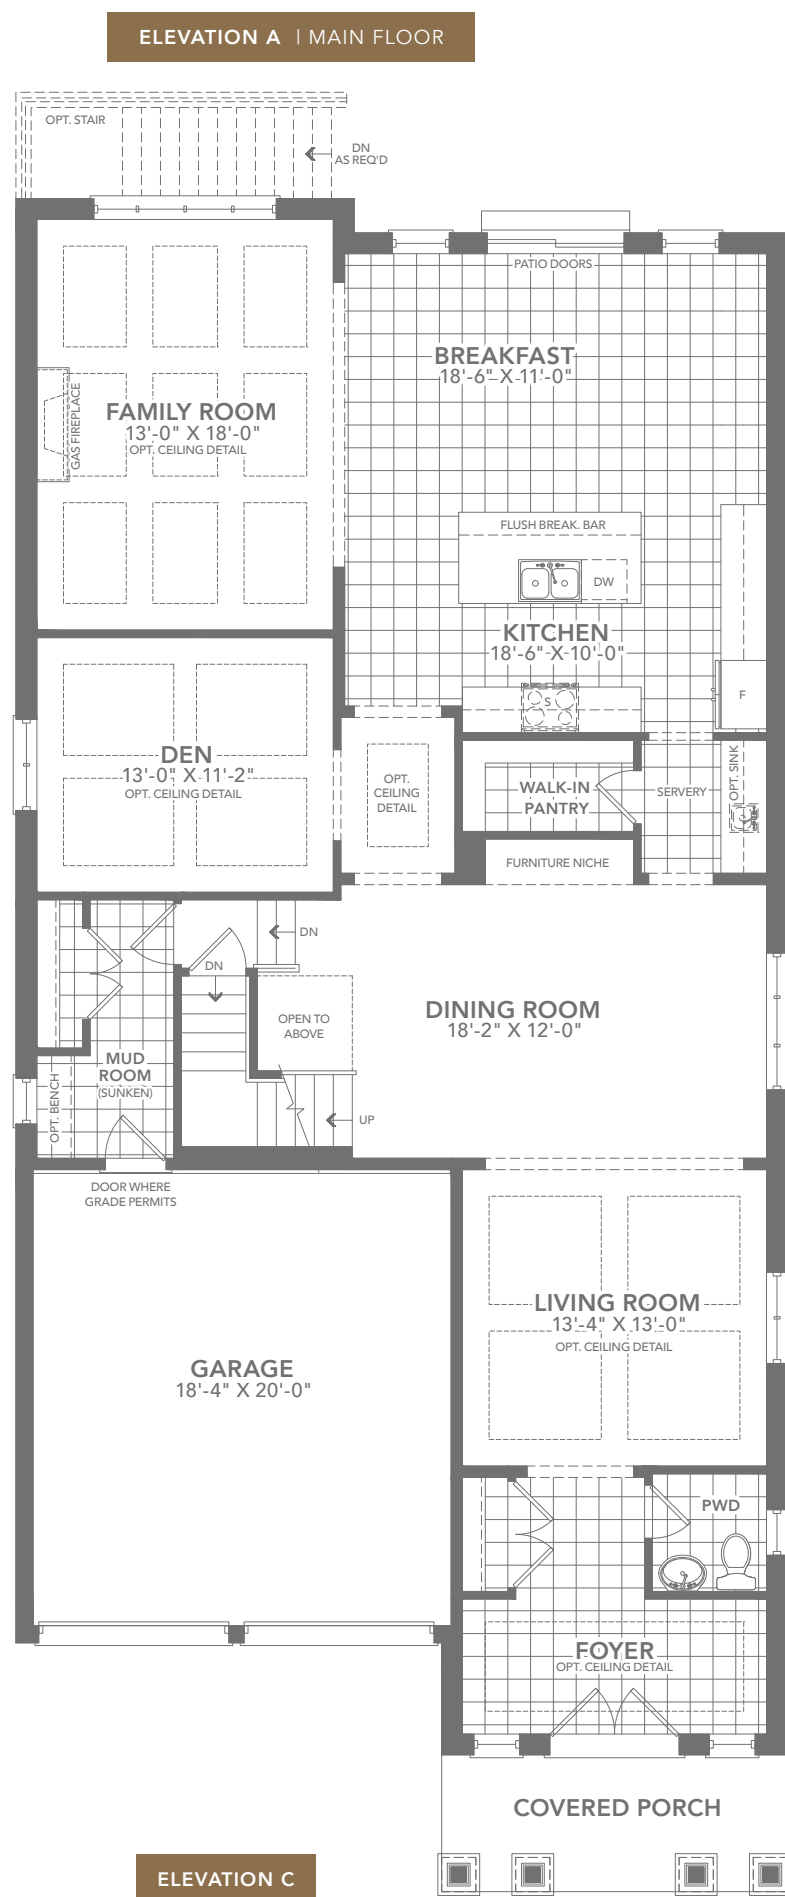 ELEVATION A | MAIN FLOOR
OPT. STAIR
DN
AS REQ'D
PATIO DOORS
BREAKFAST
18'-6" X 11'-0"
GAS FIREPLACE
FAMILY ROOM
13'-0" X 18'-0"
OPT. CEILING DETAIL
FLUSH BREAK. BAR
DW
KITCHEN
18'-6" X 10'-0"
S
F
DEN
13'-0" X 11'-2"
OPT. CEILING DETAIL
OPT.
CEILING
DETAIL
WALK-IN
PANTRY
SERVERY
OPT. SINK
FURNITURE NICHE
DN
DN
OPEN TO
ABOVE
DINING ROOM
18'-2" X 12'-0"
MUD
ROOM
(SUNKEN)
OPT. BENCH
UP
DOOR WHERE
GRADE PERMITS
LIVING ROOM
13'-4" X 13'-0"
OPT. CEILING DETAIL
GARAGE
18'-4" X 20'-0"
PWD
FOYER
OPT. CEILING DETAIL
COVERED PORCH
ELEVATION C